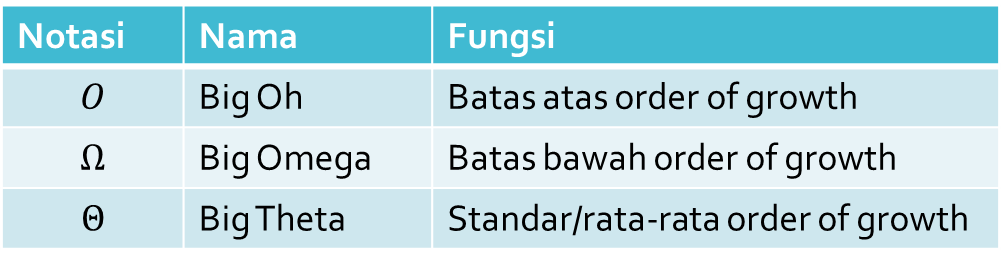 Notasi Nama Fungsi
O Big Oh Batas atas order of growth
Ω Big Omega Batas bawah order of growth
Θ Big Theta Standar/rata-rata order of growth